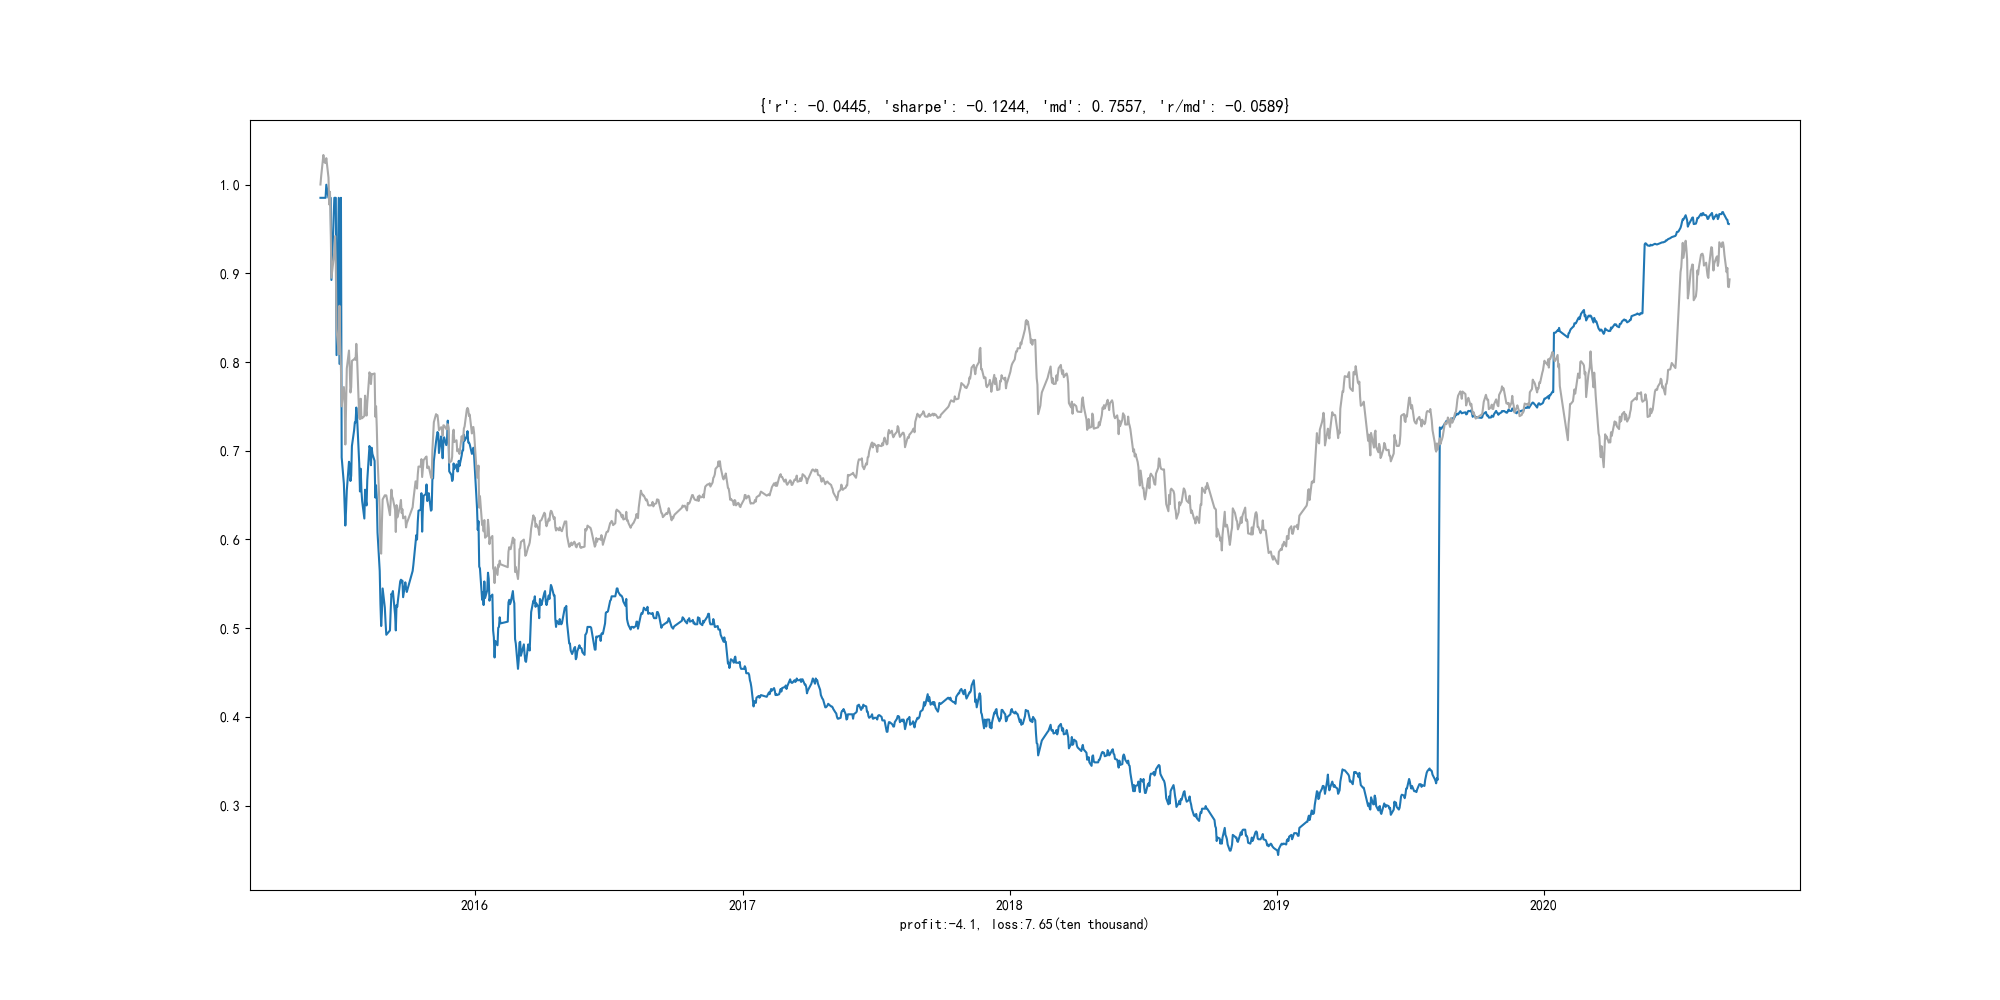 {'r': -0.0445, 'sharpe': -0.1244, 'md': 0.7557, 'r/md': -0.0589}
1.0
0.9
0.8
0.7
0.6
0.5
0.4
0.3
2016 2017 2018 2019 2020
profit:-4.1, loss:7.65(ten thousand)